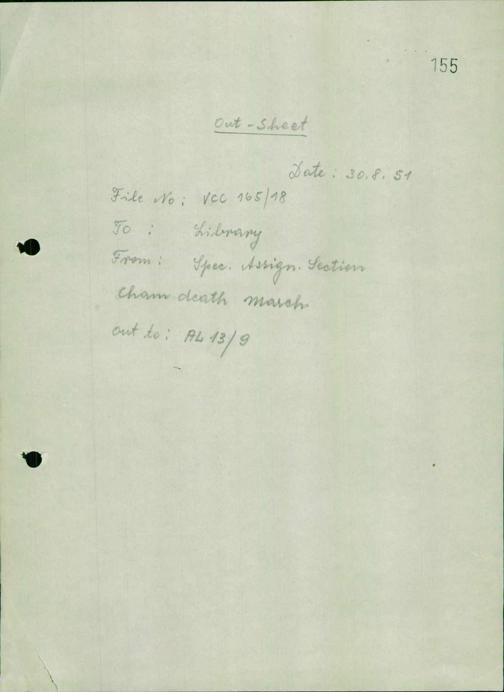 155
Out-Sheet
Date: 30.8.51
File No: VCC 165/18
To: Library
From: Spec. Assign. Section
Cham death march
out to: AL 13/9